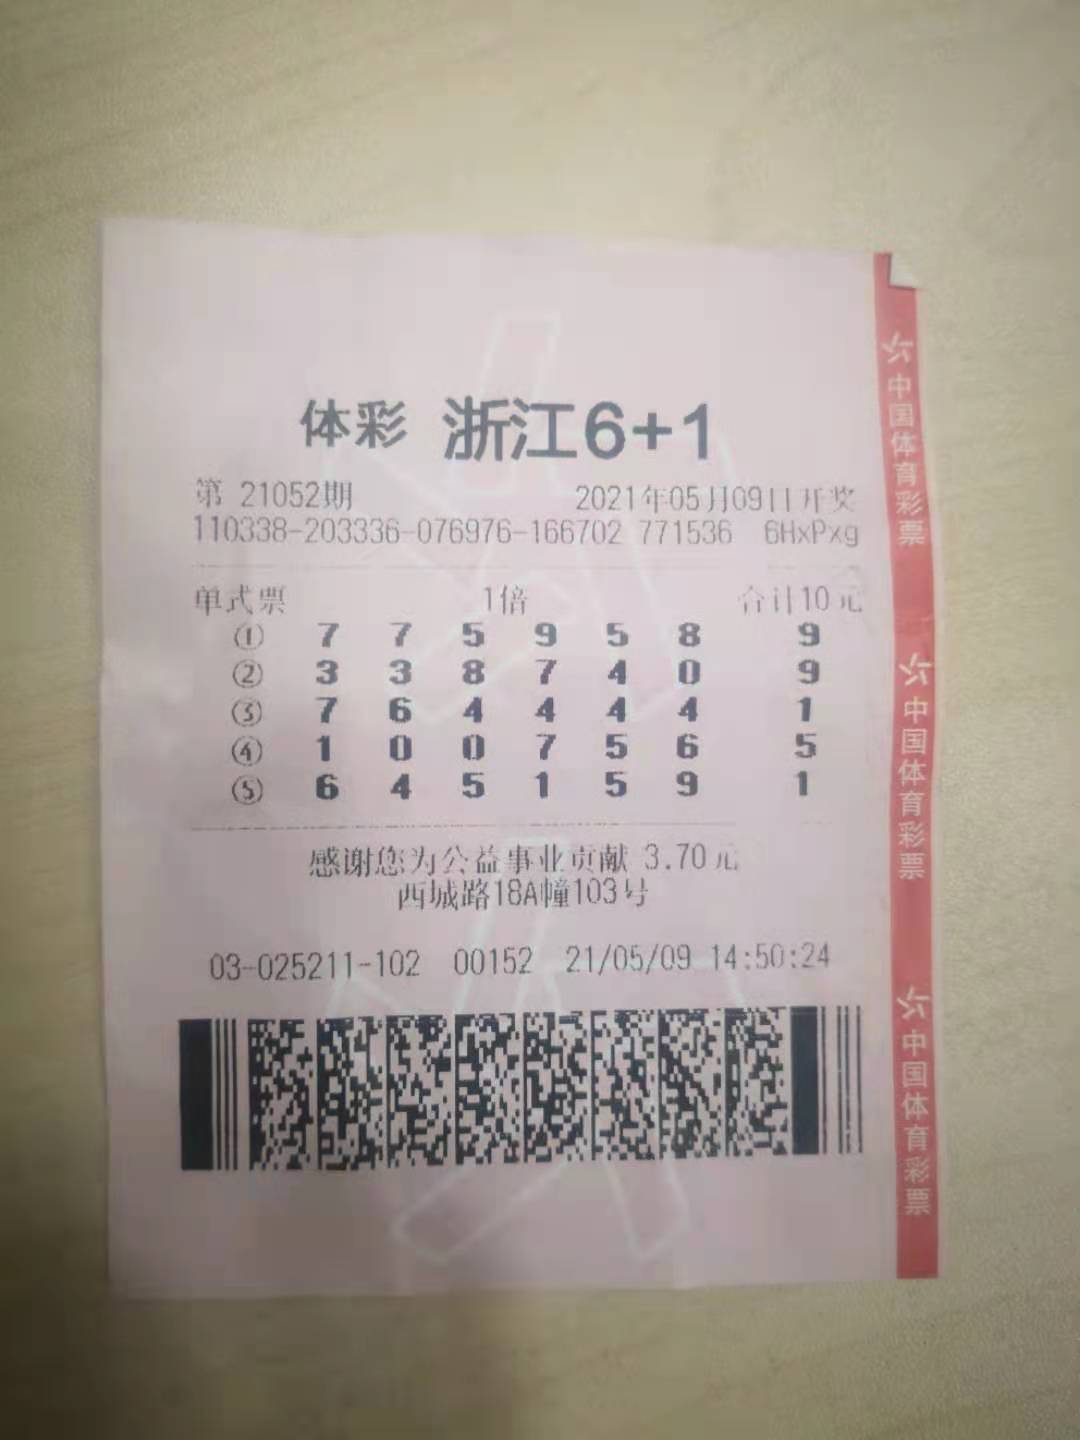 体彩 浙江6+1
第 21052期 2021年05月09日开奖
110338-203336-076976-166702 771536 6HxPxg
单式票 1倍 合计10元
① 7 7 5 9 5 8 9
② 3 3 8 7 4 0 9
③ 7 6 4 4 4 4 1
④ 1 0 0 7 5 6 5
⑤ 6 4 5 1 5 9 1
感谢您为公益事业贡献 3.70元
西城路18A幢103号
03-025211-102 00152 21/05/09 14:50:24
中国体育彩票
中国体育彩票
中国体育彩票